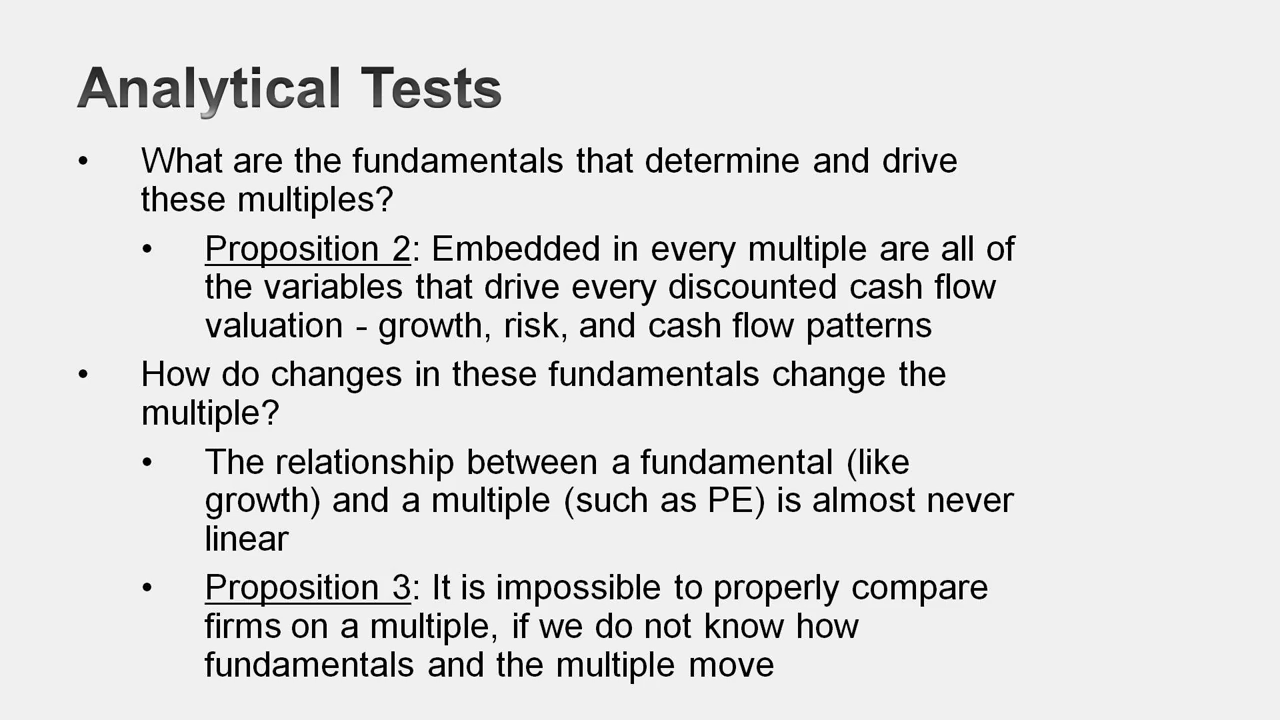 Analytical Tests
• What are the fundamentals that determine and drive
these multiples?
• Proposition 2: Embedded in every multiple are all of
the variables that drive every discounted cash flow
valuation - growth, risk, and cash flow patterns
• How do changes in these fundamentals change the
multiple?
• The relationship between a fundamental (like
growth) and a multiple (such as PE) is almost never
linear
• Proposition 3: It is impossible to properly compare
firms on a multiple, if we do not know how
fundamentals and the multiple move